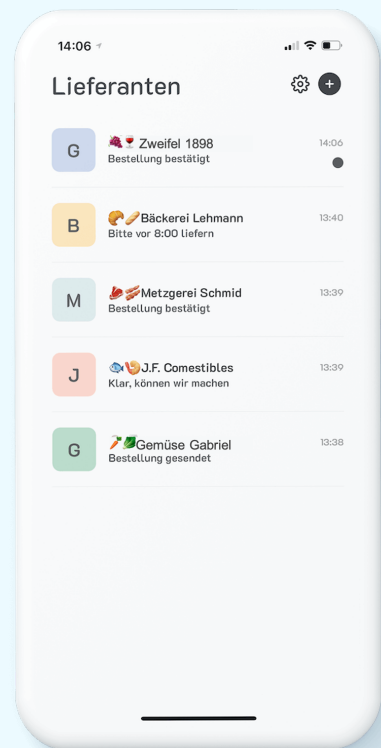 14:06
Lieferanten
G
🍇🍷 Zweifel 1898
14:06
Bestellung bestätigt
B
🥐🥖Bäckerei Lehmann
13:40
Bitte vor 8:00 liefern
M
🥩🥓Metzgerei Schmid
13:39
Bestellung bestätigt
J
🐟🍤J.F. Comestibles
13:39
Klar, können wir machen
G
🥕🥬Gemüse Gabriel
13:38
Bestellung gesendet